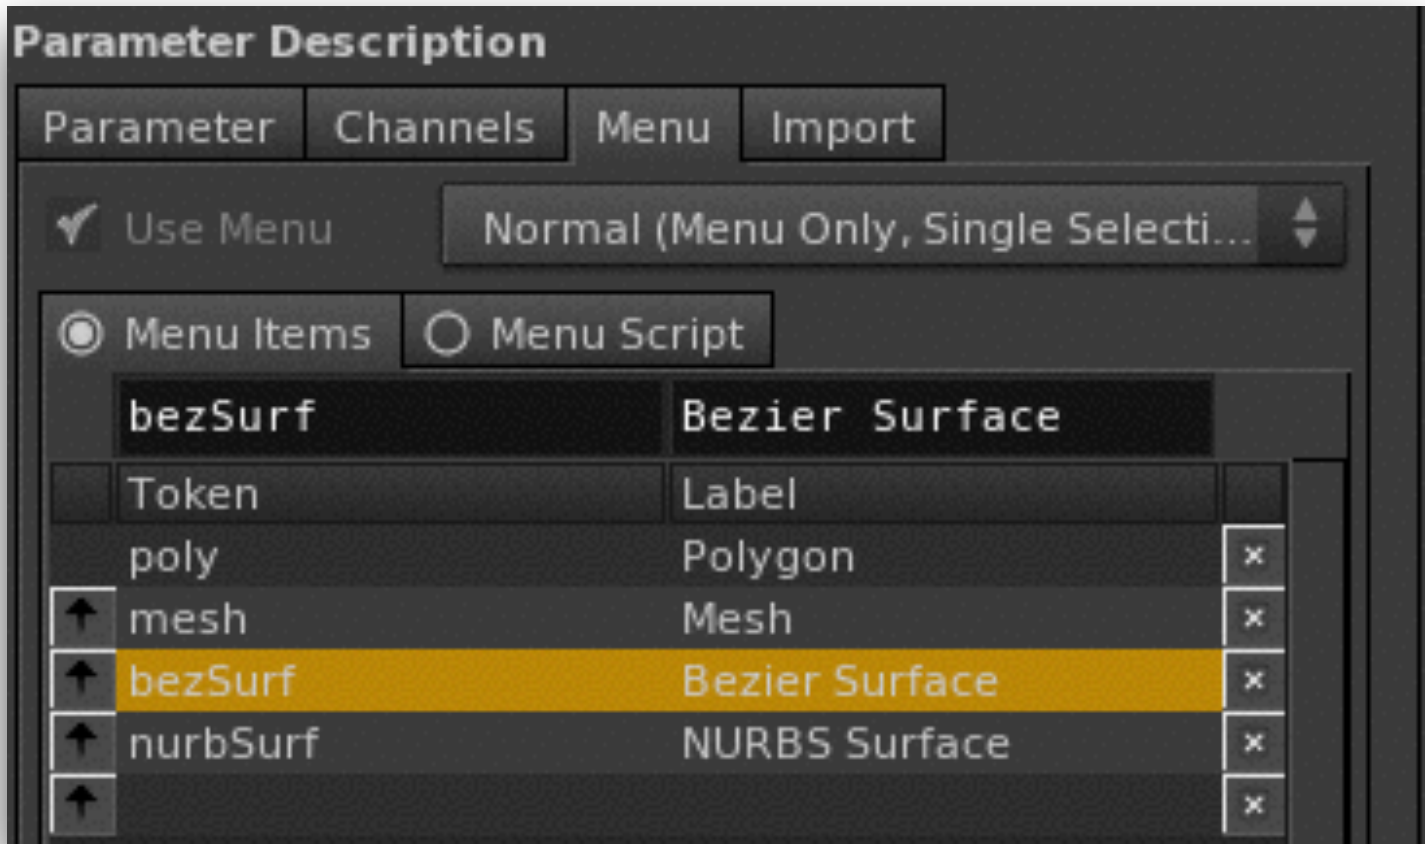 Parameter Description
Parameter Channels Menu Import
Use Menu Normal (Menu Only, Single Selecti...
Menu Items Menu Script
bezSurf Bezier Surface
Token Label
poly Polygon
mesh Mesh
bezSurf Bezier Surface
nurbSurf NURBS Surface